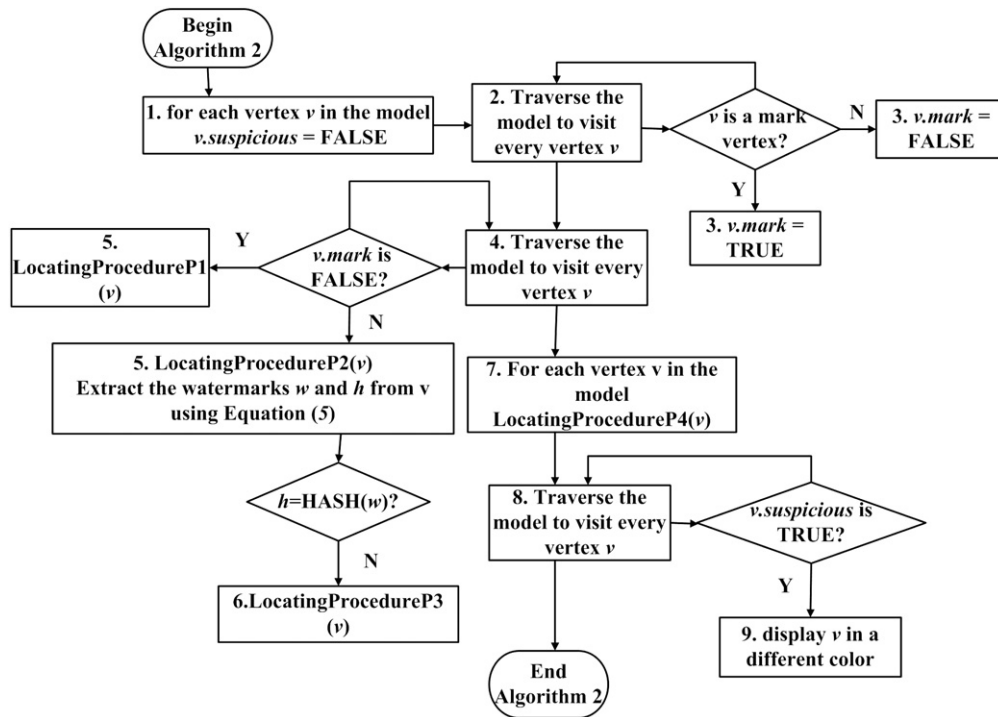 Begin
Algorithm 2
1. for each vertex v in the model
v.suspicious = FALSE
2. Traverse the
model to visit
every vertex v
v is a mark
vertex?
N
3. v.mark =
FALSE
Y
3. v.mark =
TRUE
4. Traverse the
model to visit every
vertex v
v.mark is
FALSE?
Y
5.
LocatingProcedureP1
(v)
N
5. LocatingProcedureP2(v)
Extract the watermarks w and h from v
using Equation (5)
h=HASH(w)?
N
6.LocatingProcedureP3
(v)
7. For each vertex v in the
model
LocatingProcedureP4(v)
8. Traverse the
model to visit every
vertex v
v.suspicious is
TRUE?
Y
9. display v in a
different color
End
Algorithm 2